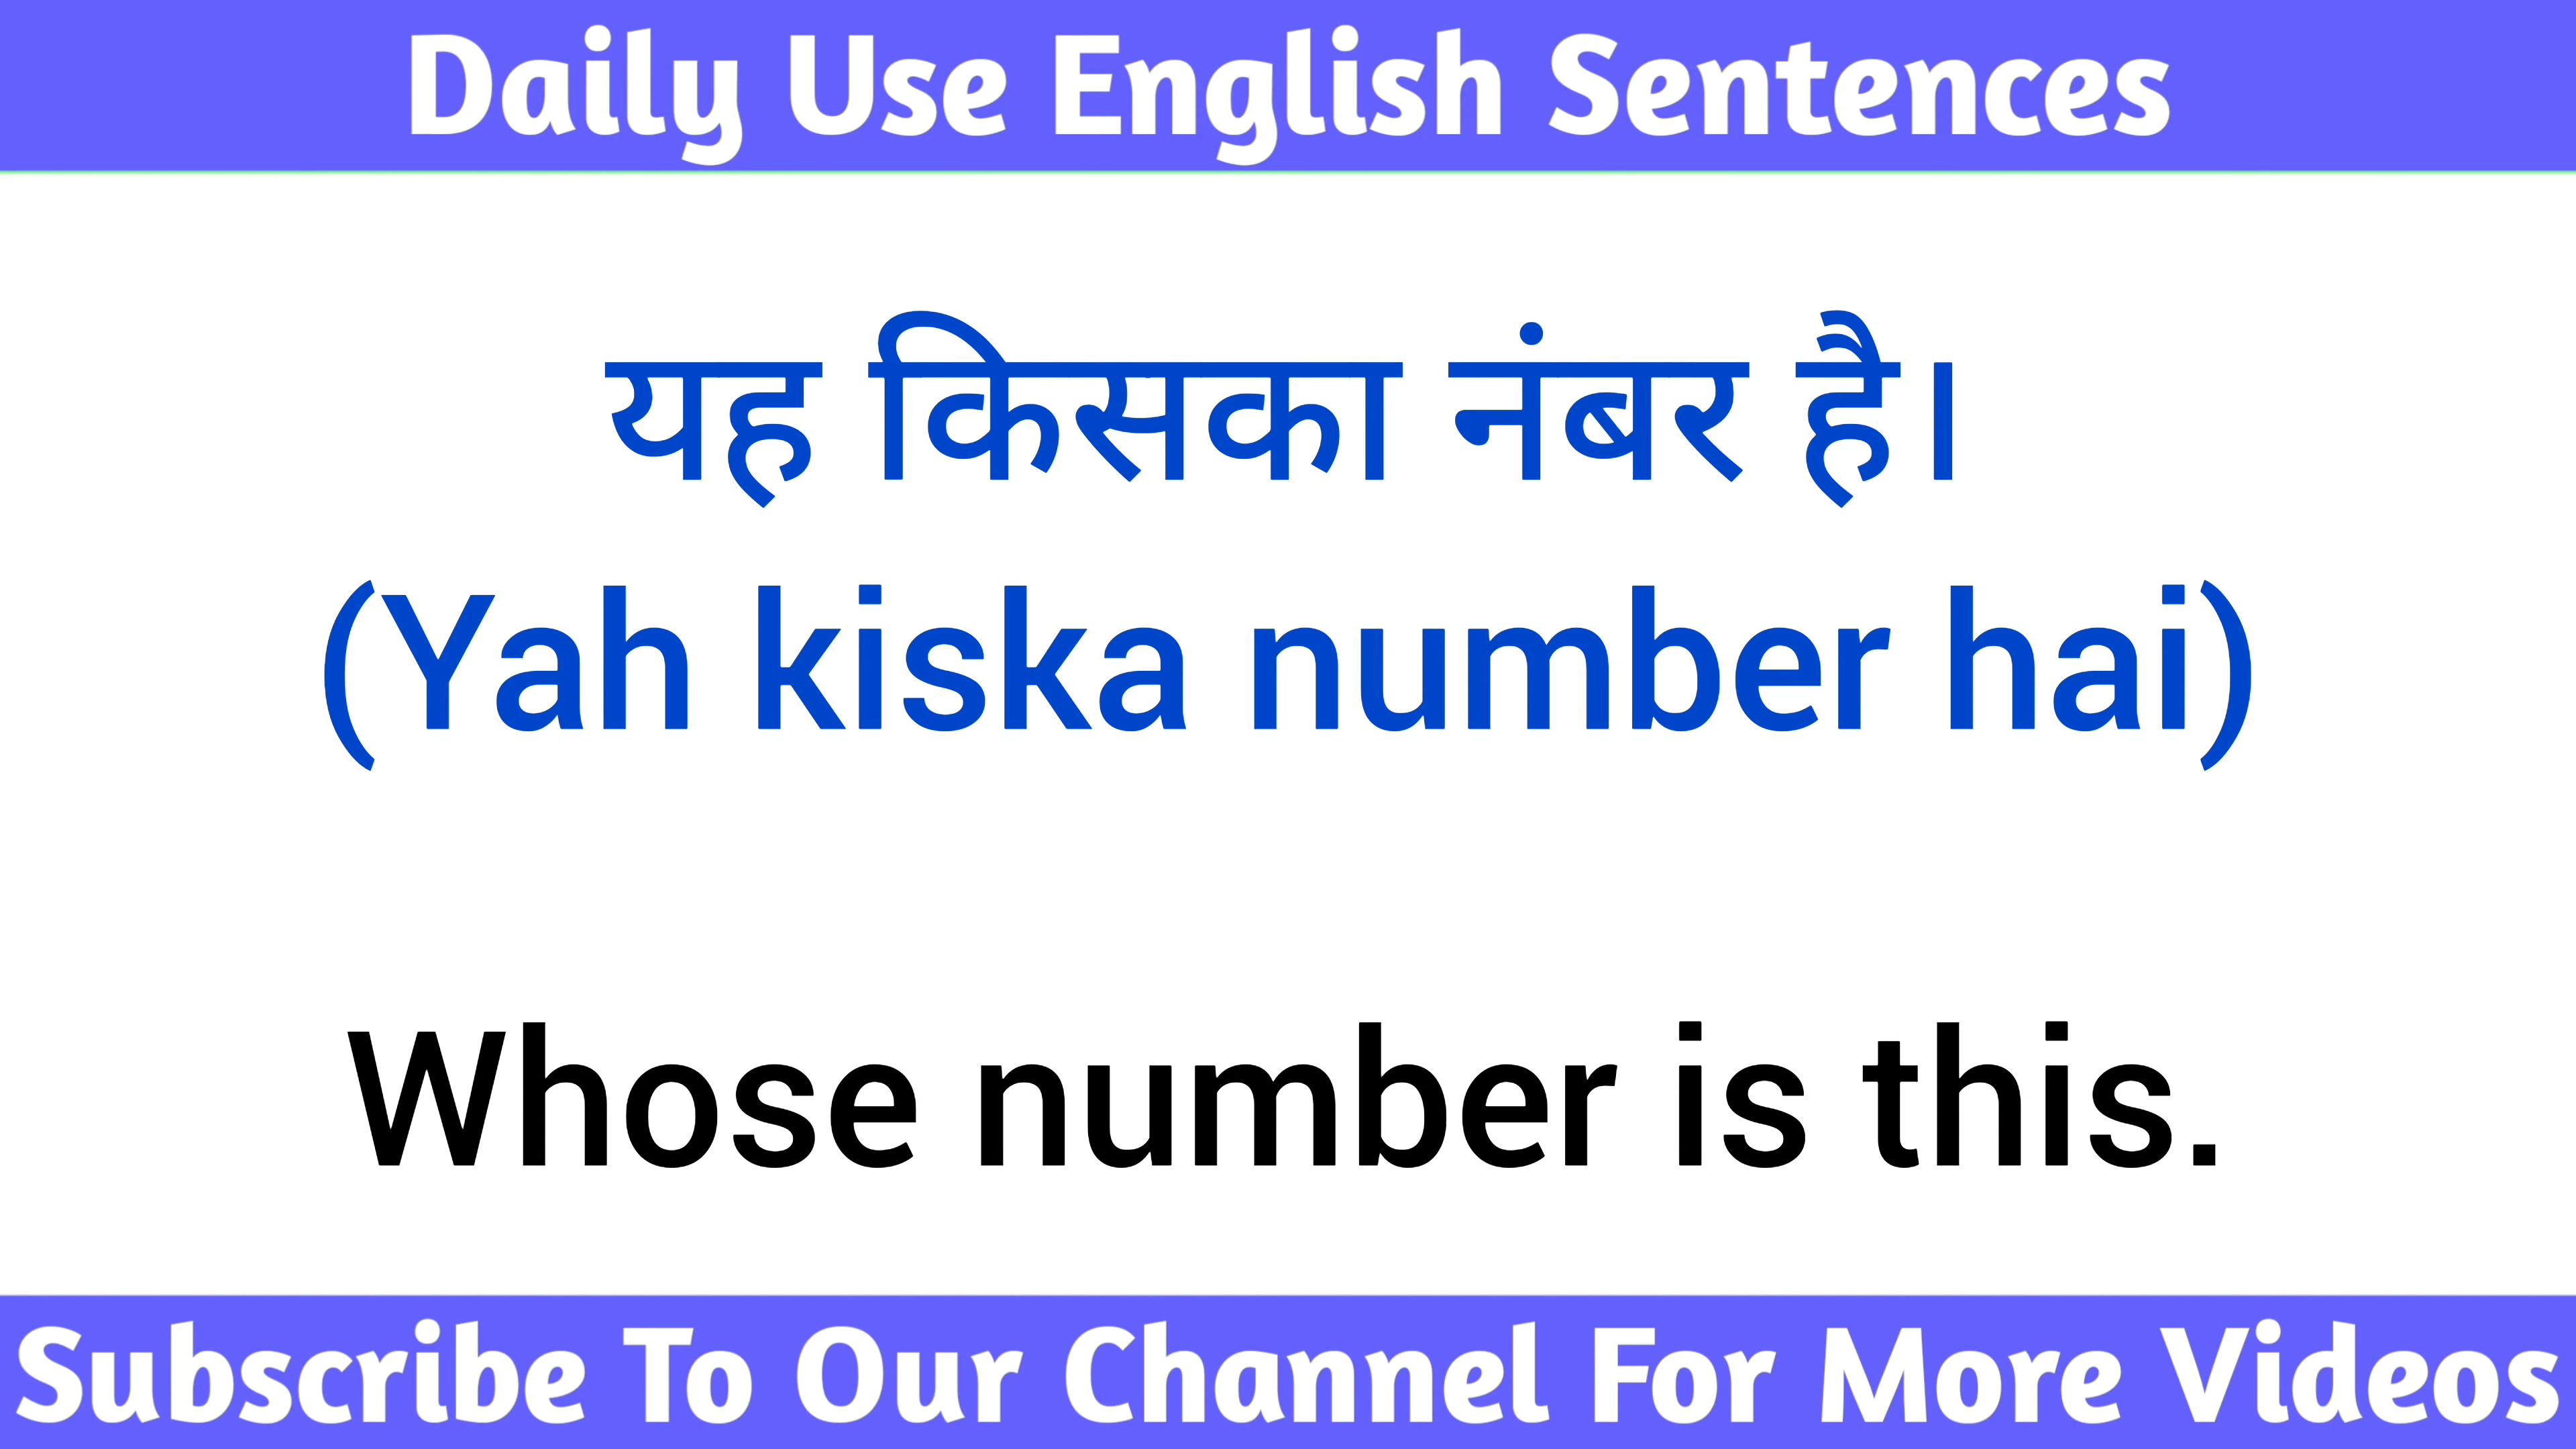 Daily Use English Sentences
यह किसका नंबर है।
(Yah kiska number hai)
Whose number is this.
Subscribe To Our Channel For More Videos